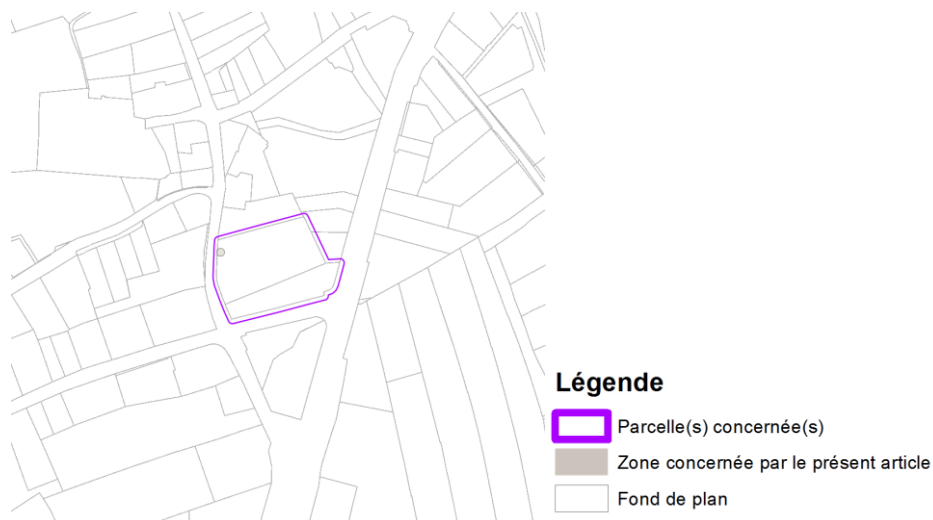 Légende
Parcelle(s) concernée(s)
Zone concernée par le présent article
Fond de plan